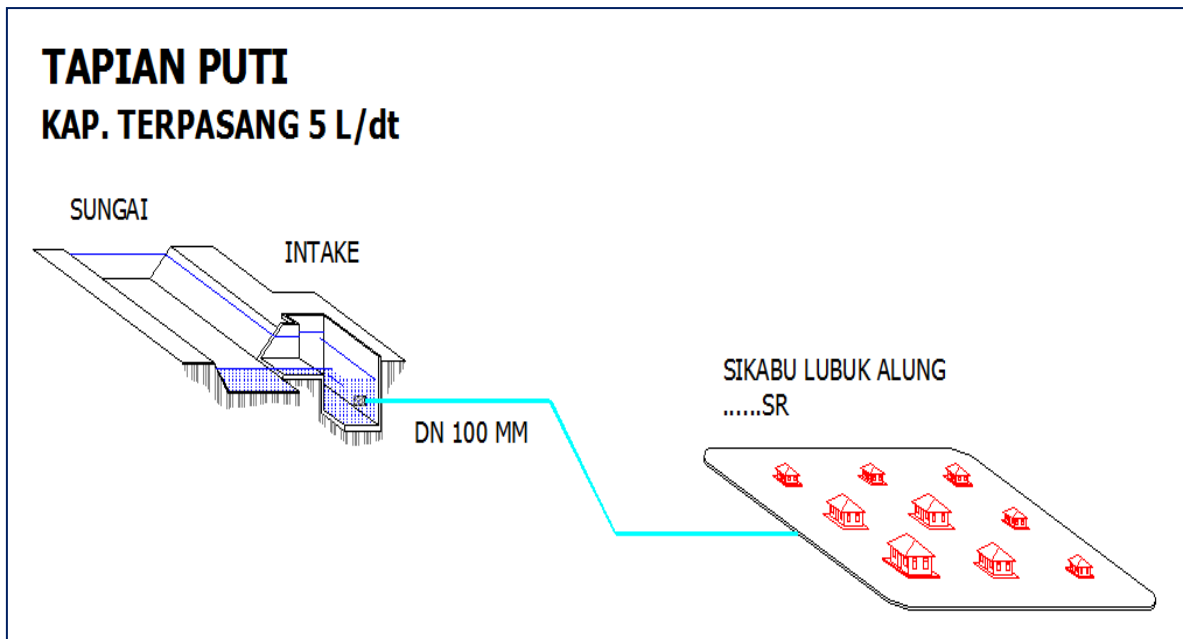 TAPIAN PUTI
KAP. TERPASANG 5 L/dt
SUNGAI
INTAKE
DN 100 MM
SIKABU LUBUK ALUNG
......SR